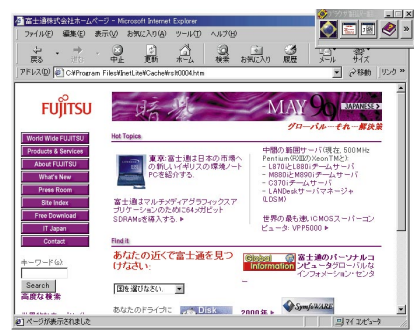 富士通株式会社ホームページ - Microsoft Internet Explorer
ファイル(F) 編集(E) 表示(V) お気に入り(A) ツール(T) ヘルプ(H)
戻る 中止 更新 ホーム 検索 お気に入り 履歴 メール サイズ
アドレス(D) C:\Program Files\InetLite\Cache\rslt0004.htm 移動 リンク »
FUJITSU
暗号 MAY 99 JAPANESE
グローバル―それ―解決策
World Wide FUJITSU
Products & Services
About FUJITSU
What's New
Press Room
Site Index
Free Download
IT Japan
Contact
キーワード(s):
Search
高度な検索
Hot Topics
東京:富士通は日本の市場へ
の新しいイギリスの環境ノート
PCを紹介する.
富士通はマルチメディアグラフィックスア
プリケーションのために64メガビット
SDRAMsを導入する.
中間の範囲サーバ(現在, 500MHz
- L870iとL880iチームサーバ
- M880iとM890iチームサーバ
- C370iチームサーバ
- LANDeskサーバマネージャ
(LDSM)
世界の最も速いCMOSスーパーコン
ピュータ: VPP5000
Find it
あなたの近くで富士通を見つ
けなさい:
国を選びなさい.
あなたのドライブに Disk
Global Information
富士通のパーソナルコ
ンピュータグローバルな
インフォメーション・センタ
2000年
SymfoWARE
ページが表示されました
マイ コンピュータ